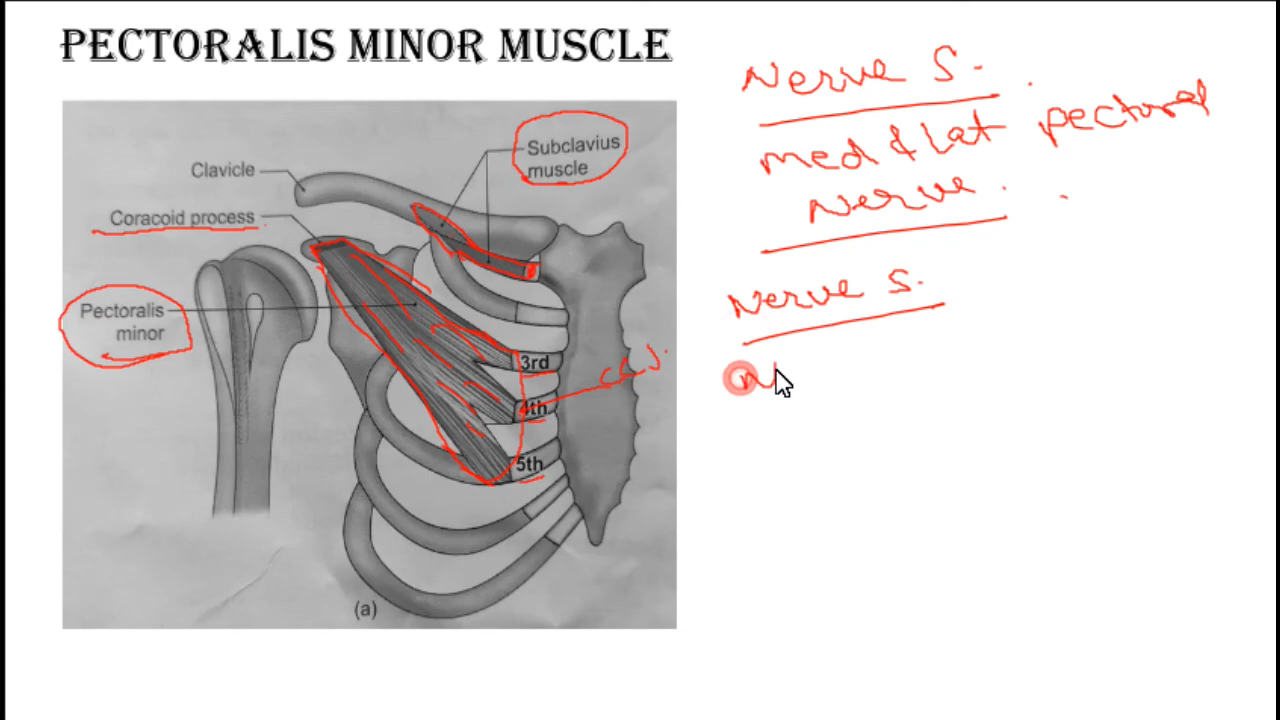 PECTORALIS MINOR MUSCLE
Nerve S.
med & Lat pectoral
Nerve.
Nerve S.
Subclavius
muscle
Clavicle
Coracoid process
Pectoralis
minor
3rd
4th
5th
(a)